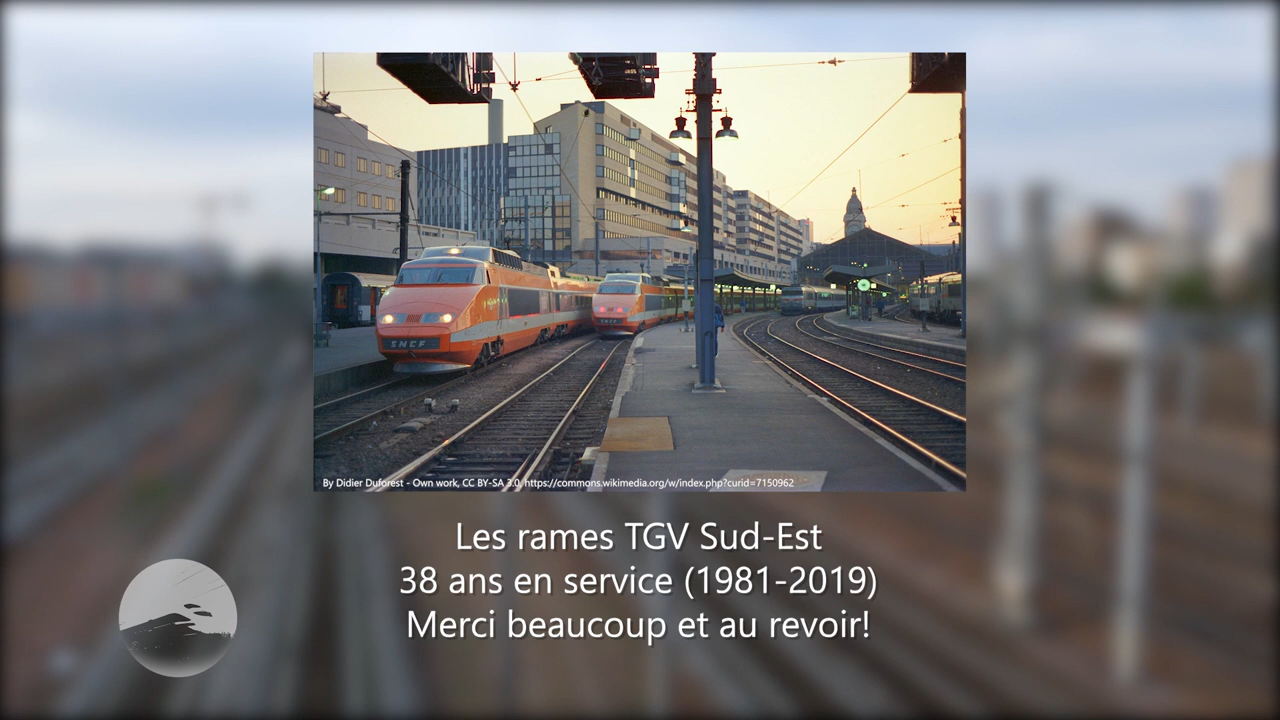 SNCF
SNCF
By Didier Duforest - Own work, CC BY-SA 3.0, https://commons.wikimedia.org/w/index.php?curid=7150962
Les rames TGV Sud-Est
38 ans en service (1981-2019)
Merci beaucoup et au revoir!